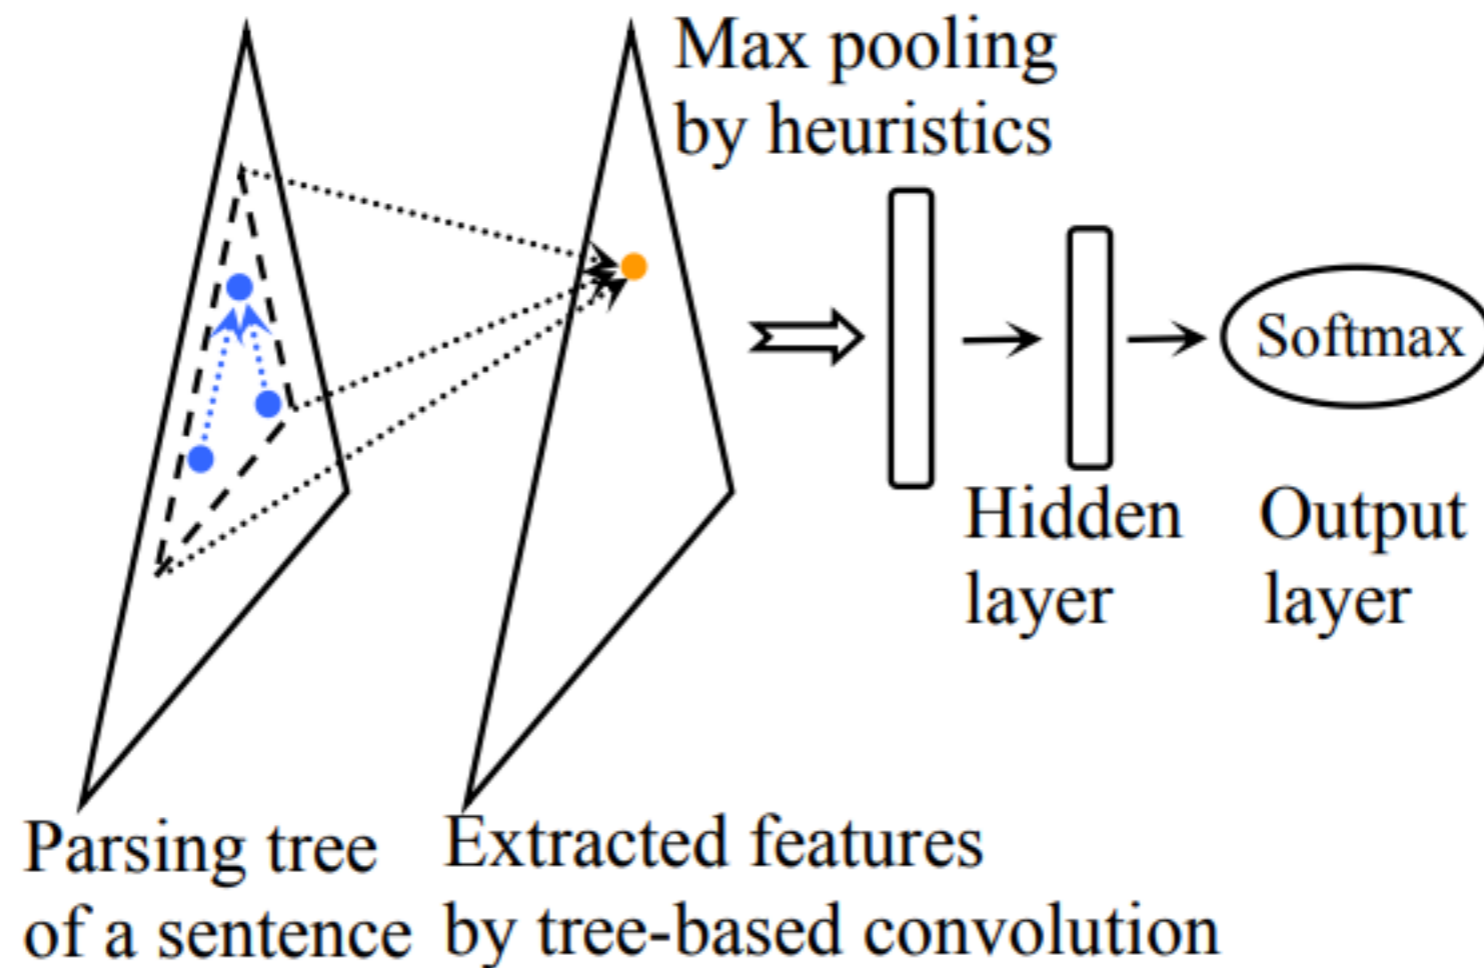 Max pooling
by heuristics
Softmax
Hidden
layer
Output
layer
Parsing tree
of a sentence
Extracted features
by tree-based convolution